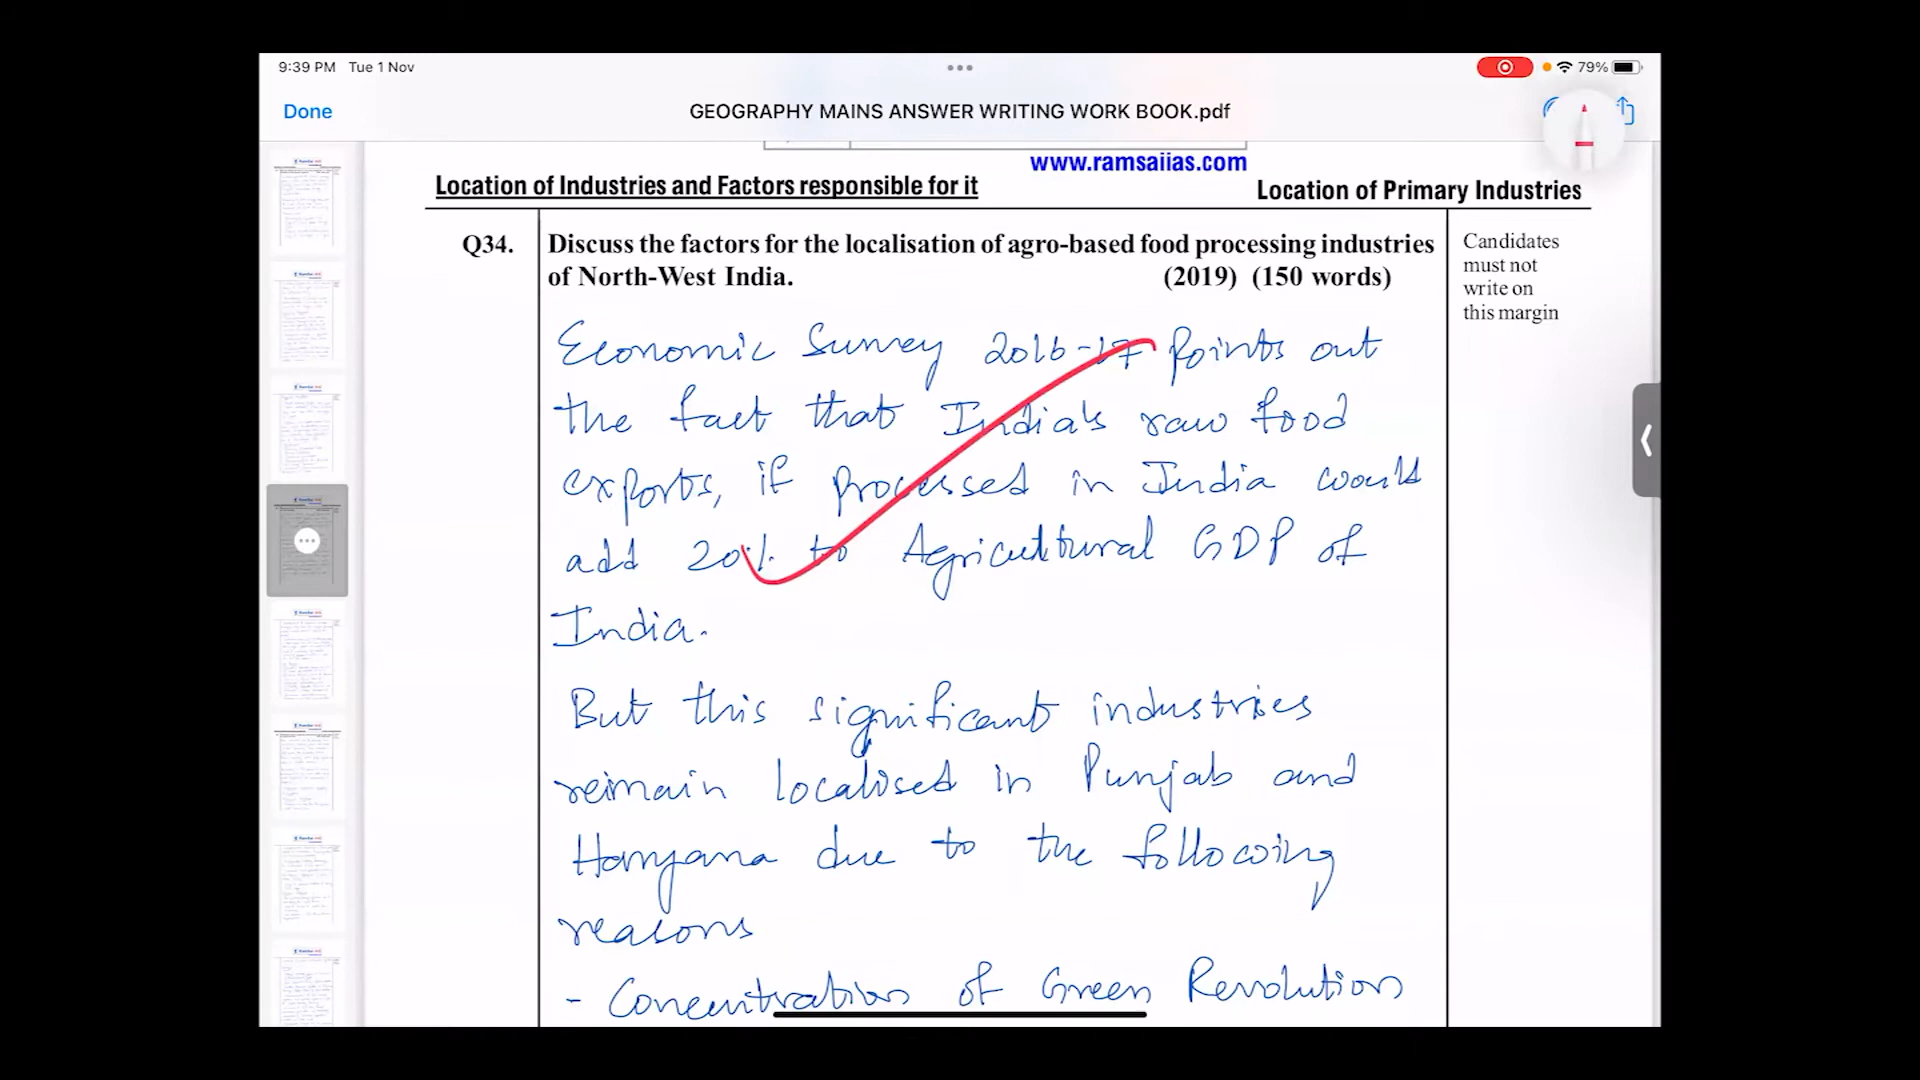 9:39 PM Tue 1 Nov
79%
Done
GEOGRAPHY MAINS ANSWER WRITING WORK BOOK.pdf
www.ramsaiias.com
Location of Industries and Factors responsible for it
Location of Primary Industries
Q34. Discuss the factors for the localisation of agro-based food processing industries
of North-West India. (2019) (150 words)
Candidates
must not
write on
this margin
Economic Survey 2016-17 points out
the fact that India's raw food
exports, if processed in India would
add 20% to Agricultural GDP of
India.
But this significant industries
remain localised in Punjab and
Haryana due to the following
reasons
- Concentration of Green Revolution